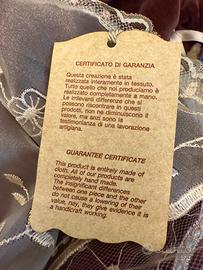 CERTIFICATO DI GARANZIA
Questa creazione è stata
realizzata interamente in tessuto.
Tutto quello che noi produciamo è
realizzato completamente a mano.
Le irrilevanti differenze che si
possono riscontrare in questi
prodotti, non ne diminuiscono il
valore, ma anzi sono la
testimonianza di una lavorazione
artigiana.
GUARANTEE CERTIFICATE
This product is entirely made of
cloth. All of our products are
completely hand made.
The insignificant differences
between one piece and the other
do not cause a lowering of their
value, nay, they give evidence it is
a handicraft working.